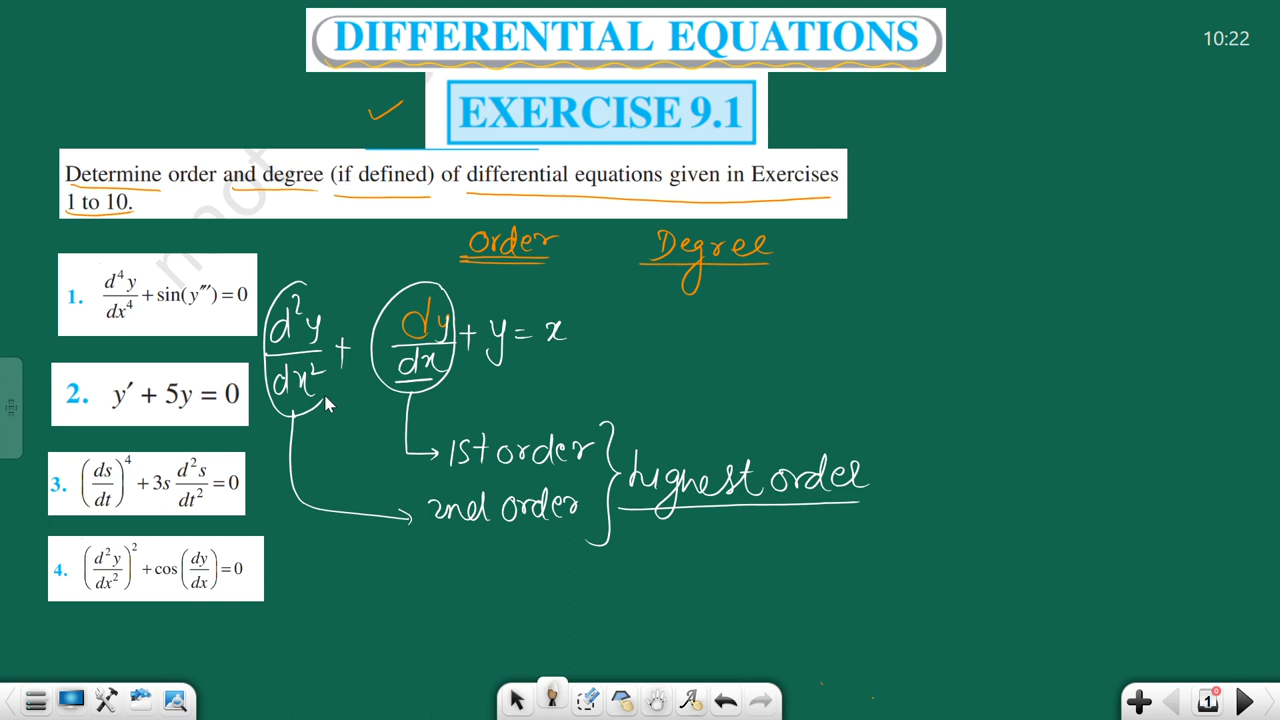 DIFFERENTIAL EQUATIONS
10:22
EXERCISE 9.1
Determine order and degree (if defined) of differential equations given in Exercises
1 to 10.
not
Order Degree
1. d⁴y/dx⁴ + sin(y‴) = 0
d²y/dx² + dy/dx + y = x
2. y′ + 5y = 0
1st order
highest order
2nd order
3. (ds/dt)⁴ + 3s d²s/dt² = 0
4. (d²y/dx²)² + cos(dy/dx) = 0
1